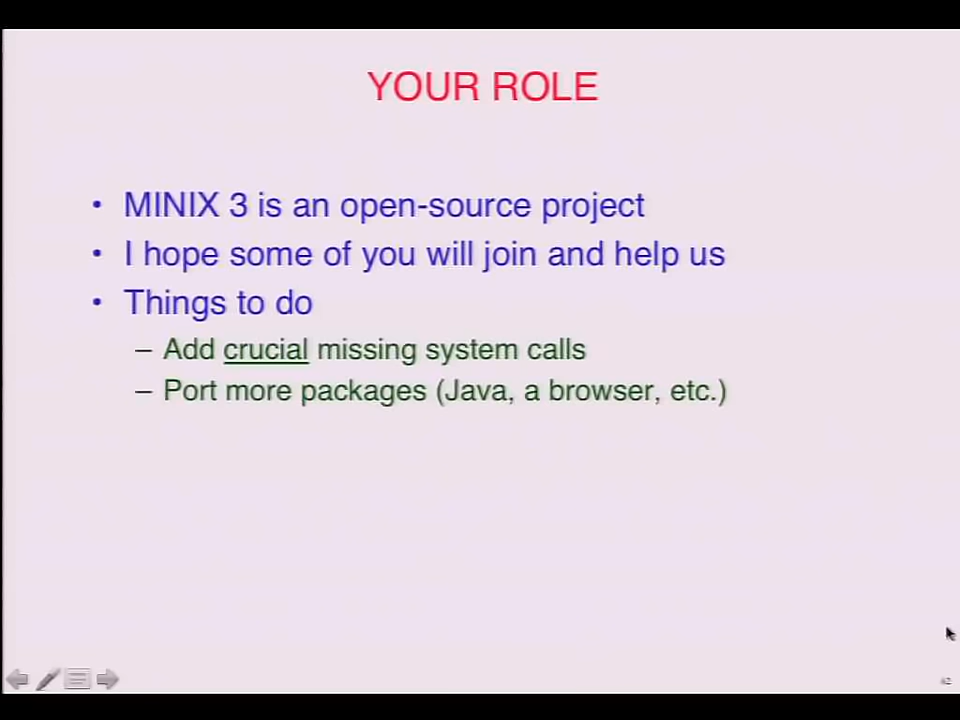 YOUR ROLE
• MINIX 3 is an open-source project
• I hope some of you will join and help us
• Things to do
– Add crucial missing system calls
– Port more packages (Java, a browser, etc.)
42